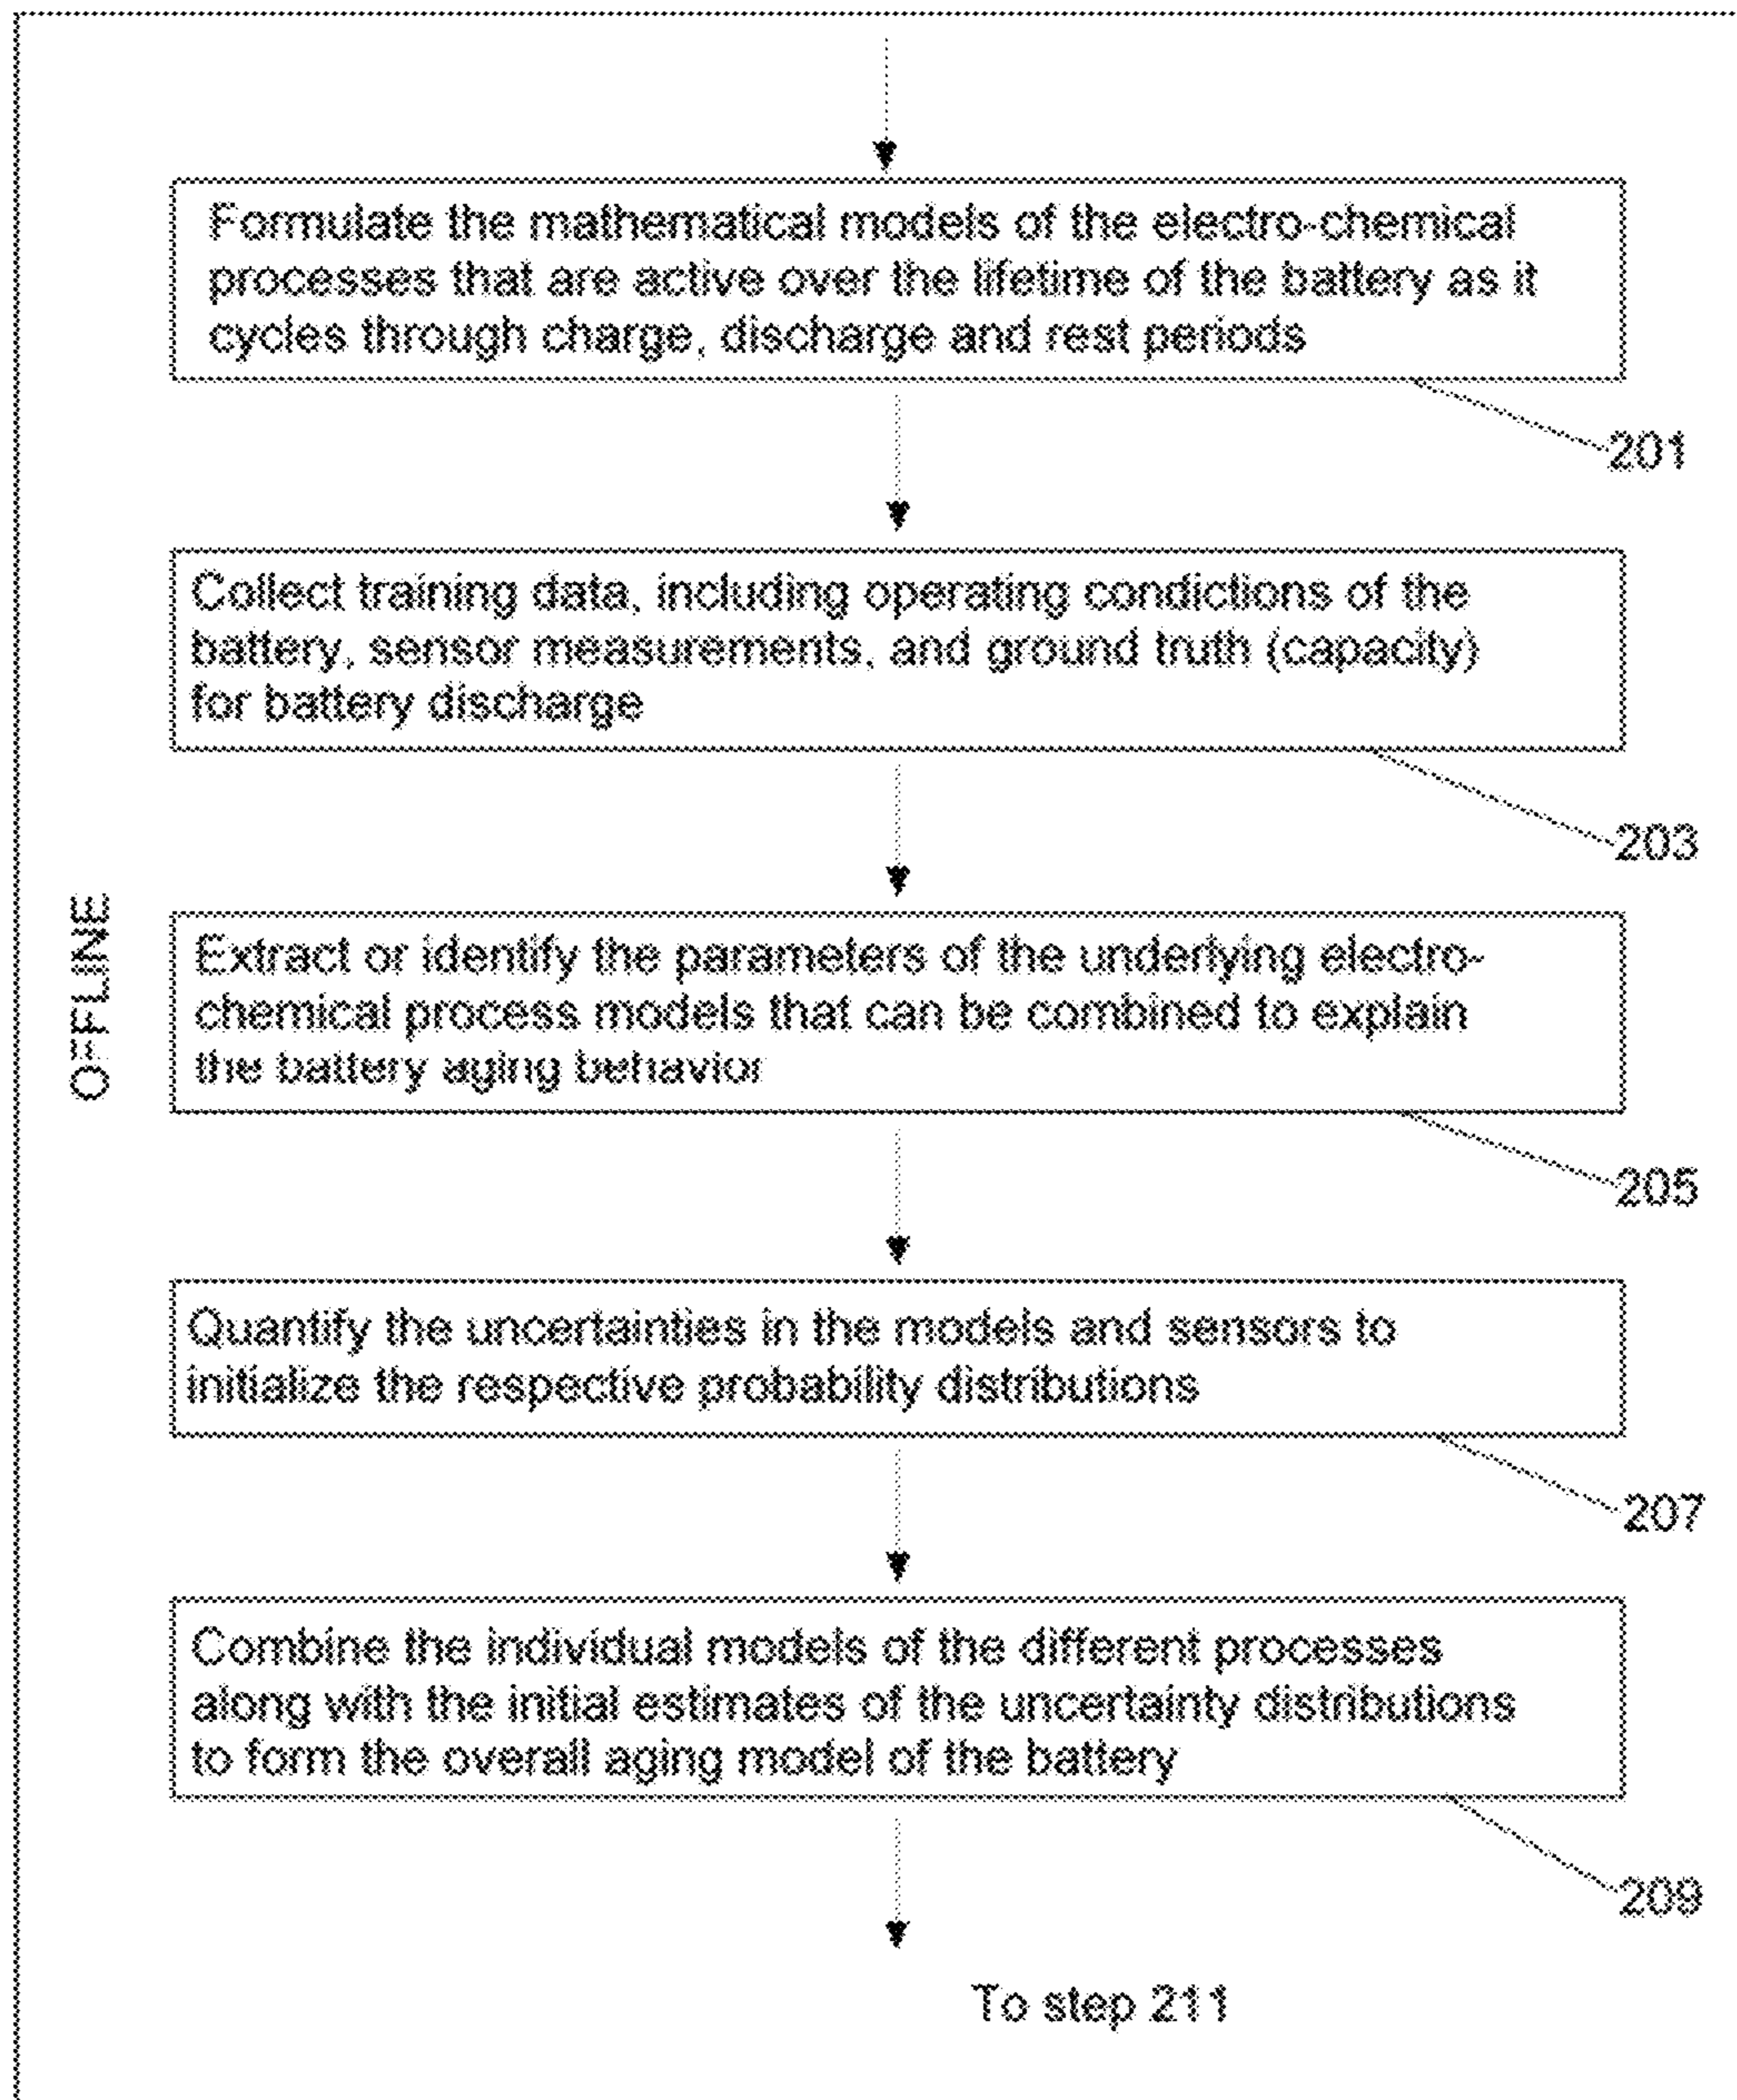 Formulate the mathematical models of the electro-chemical
processes that are active over the lifetime of the battery as it
cycles through charge, discharge and rest periods
201
Collect training data, including operating condictions of the
battery, sensor measurements, and ground truth (capacity)
for battery discharge
203
OFFLINE
Extract or identify the parameters of the underlying electro-
chemical process models that can be combined to explain
the battery aging behavior
205
Quantify the uncertainties in the models and sensors to
initialize the respective probability distributions
207
Combine the individual models of the different processes
along with the initial estimates of the uncertainty distributions
to form the overall aging model of the battery
209
To step 211